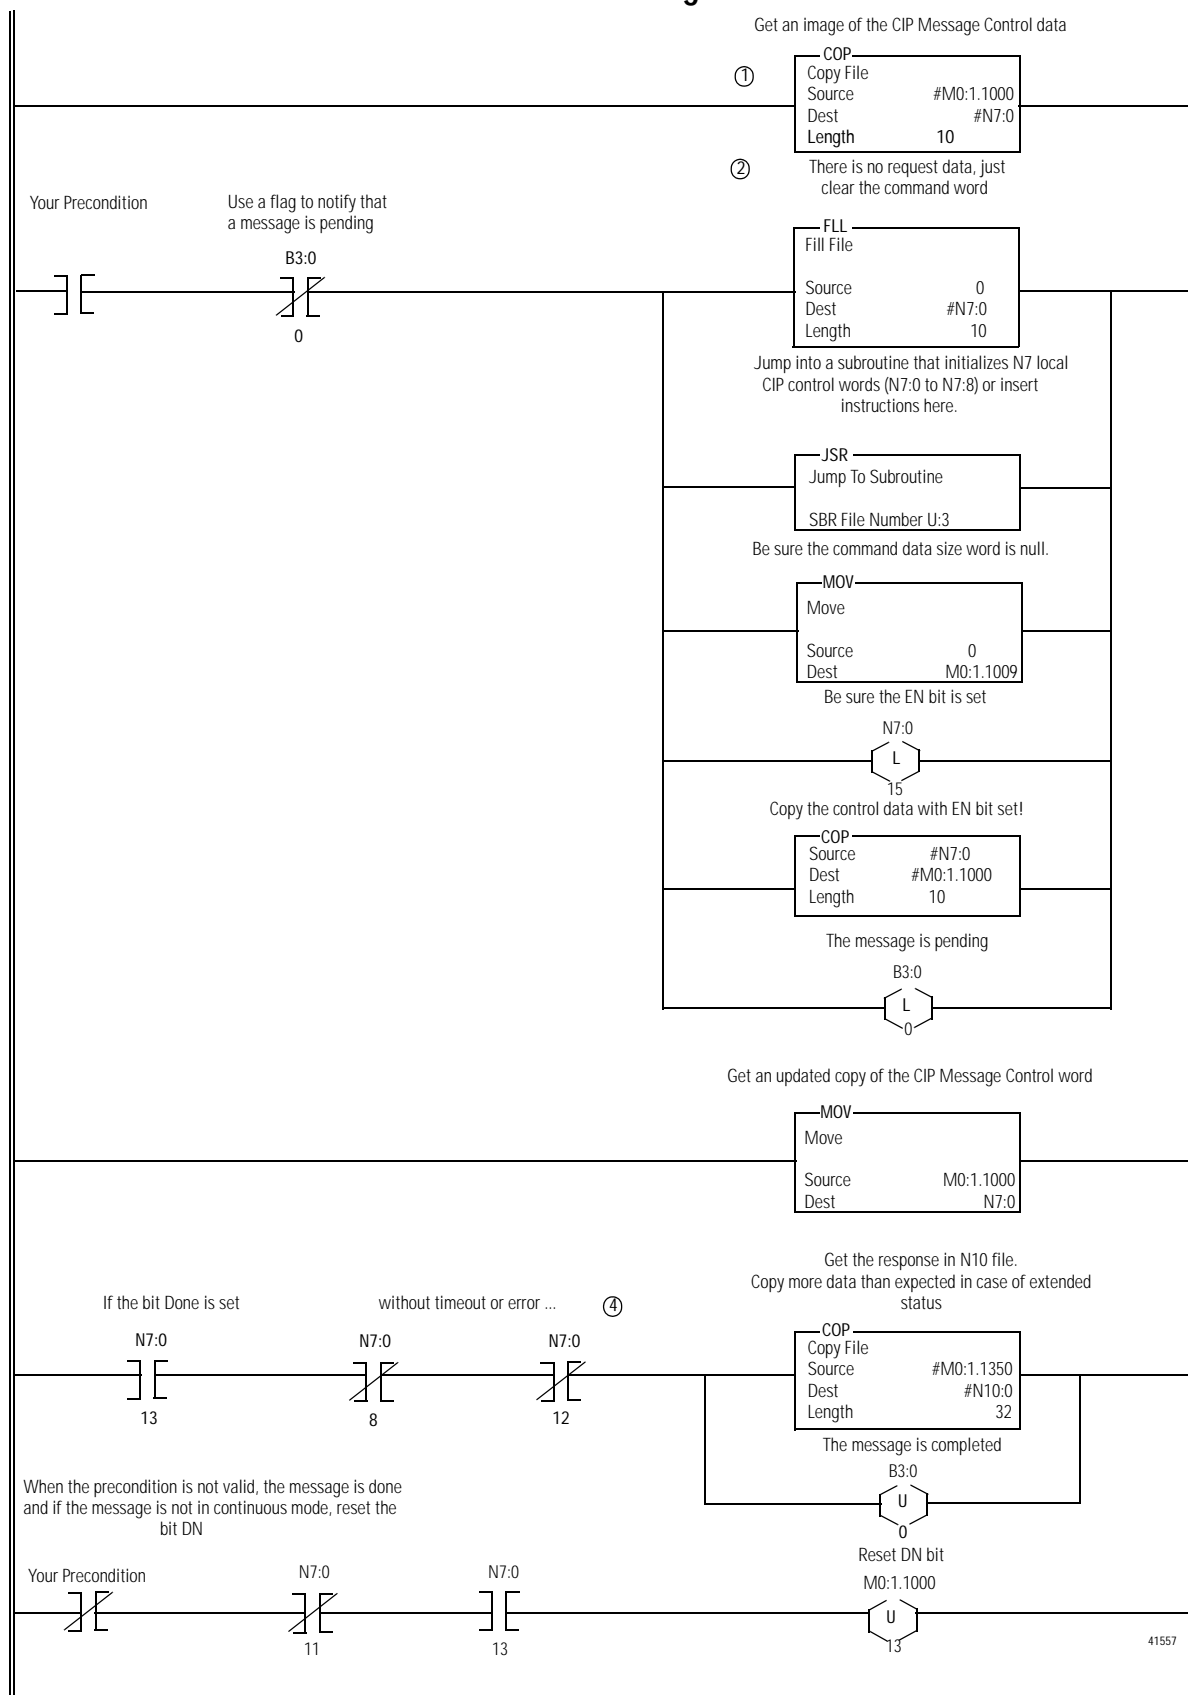 Get an image of the CIP Message Control data
1
COP
Copy File
Source #M0:1.1000
Dest #N7:0
Length 10
2
There is no request data, just
clear the command word
Your Precondition
Use a flag to notify that
a message is pending
B3:0
0
FLL
Fill File
Source 0
Dest #N7:0
Length 10
Jump into a subroutine that initializes N7 local
CIP control words (N7:0 to N7:8) or insert
instructions here.
JSR
Jump To Subroutine
SBR File Number U:3
Be sure the command data size word is null.
MOV
Move
Source 0
Dest M0:1.1009
Be sure the EN bit is set
N7:0
L
15
Copy the control data with EN bit set!
COP
Source #N7:0
Dest #M0:1.1000
Length 10
The message is pending
B3:0
L
0
Get an updated copy of the CIP Message Control word
MOV
Move
Source M0:1.1000
Dest N7:0
Get the response in N10 file.
Copy more data than expected in case of extended
status
If the bit Done is set
without timeout or error ...
4
N7:0
13
N7:0
8
N7:0
12
COP
Copy File
Source #M0:1.1350
Dest #N10:0
Length 32
The message is completed
B3:0
U
0
When the precondition is not valid, the message is done
and if the message is not in continuous mode, reset the
bit DN
Reset DN bit
Your Precondition
N7:0
11
N7:0
13
M0:1.1000
U
13
41557